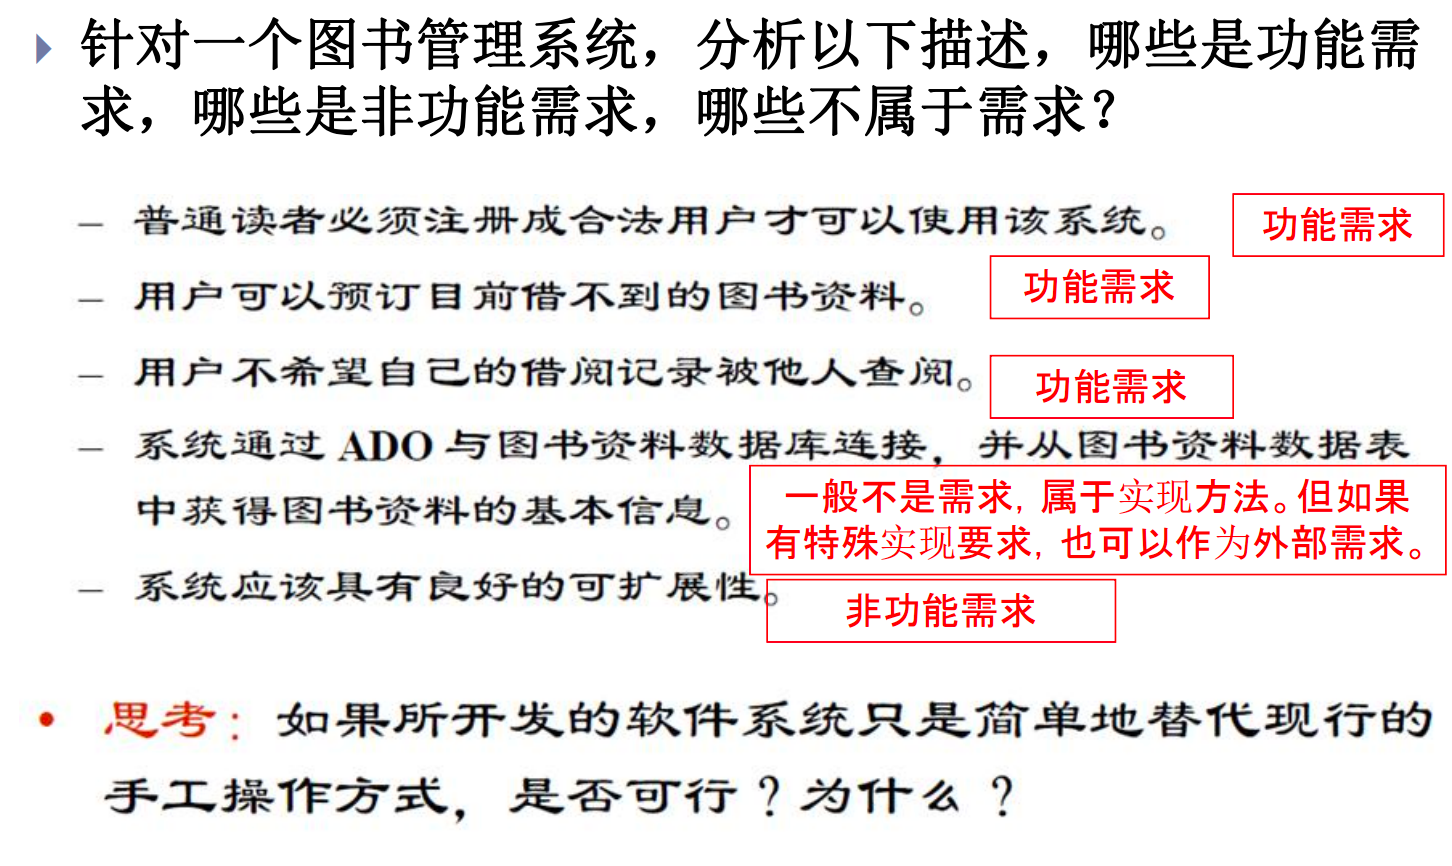 针对一个图书管理系统，分析以下描述，哪些是功能需
求，哪些是非功能需求，哪些不属于需求？
– 普通读者必须注册成合法用户才可以使用该系统。
功能需求
– 用户可以预订目前借不到的图书资料。
功能需求
– 用户不希望自己的借阅记录被他人查阅。
功能需求
– 系统通过 ADO 与图书资料数据库连接，并从图书资料数据表
中获得图书资料的基本信息。
一般不是需求，属于实现方法。但如果
有特殊实现要求，也可以作为外部需求。
– 系统应该具有良好的可扩展性。
非功能需求
• 思考：如果所开发的软件系统只是简单地替代现行的
手工操作方式，是否可行？为什么？